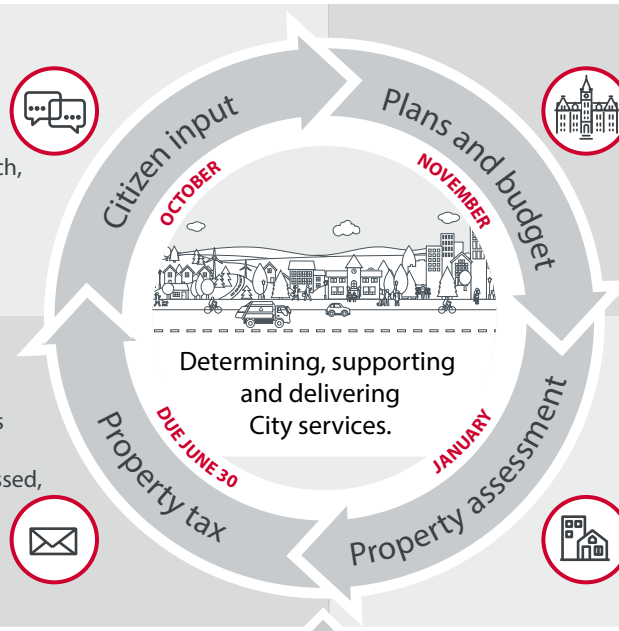 Citizen input
OCTOBER
Plans and budget
NOVEMBER
Property assessment
JANUARY
Property tax
DUE JUNE 30
Determining, supporting
and delivering
City services.